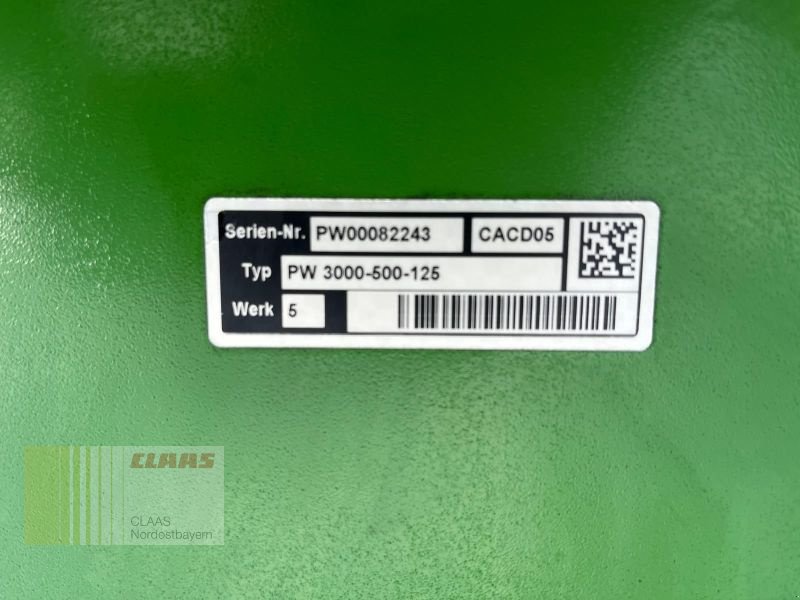 Serien-Nr. PW00082243 CACD05
Typ PW 3000-500-125
Werk 5
CLAAS
CLAAS
Nordostbayern